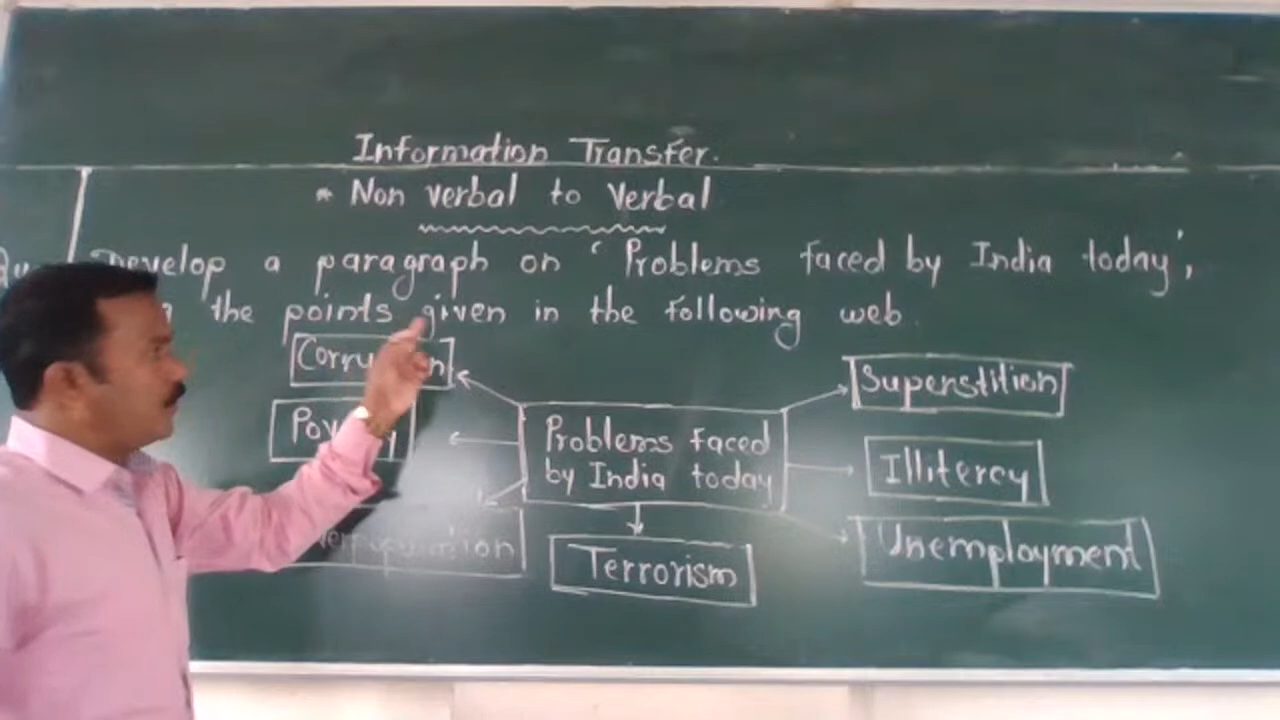 Information Transfer.
* Non verbal to Verbal
Develop a paragraph on 'Problems faced by India today',
the points given in the following web.
Superstition
Problems faced
by India today
Illitercy
Unemployment
Terrorism